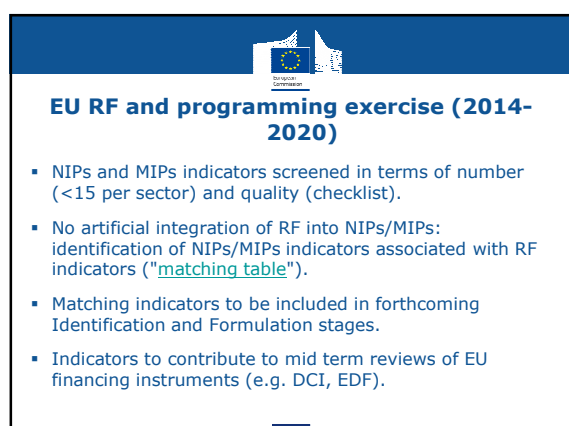 European
Commission
EU RF and programming exercise (2014-
2020)
▪ NIPs and MIPs indicators screened in terms of number
(<15 per sector) and quality (checklist).
▪ No artificial integration of RF into NIPs/MIPs:
identification of NIPs/MIPs indicators associated with RF
indicators ("matching table").
▪ Matching indicators to be included in forthcoming
Identification and Formulation stages.
▪ Indicators to contribute to mid term reviews of EU
financing instruments (e.g. DCI, EDF).